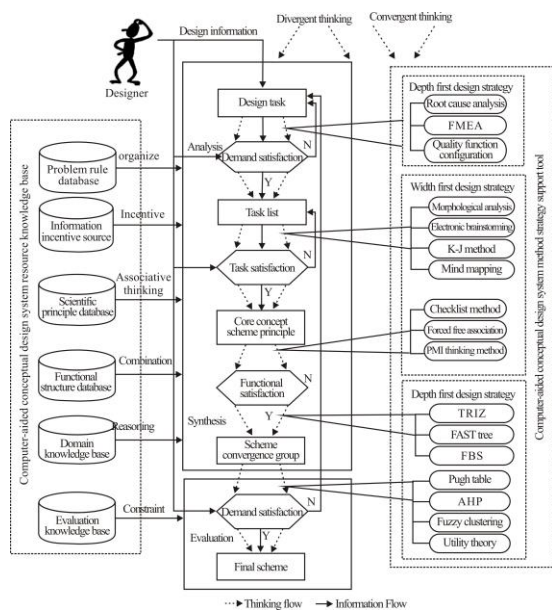 Divergent thinking
Convergent thinking
Design information
Designer
Computer-aided conceptual design system resource knowledge base
Problem rule
database
Information
incentive source
Scientific
principle database
Functional
structure database
Domain
knowledge base
Evaluation
knowledge base
organize
Incentive
Associative
thinking
Combination
Reasoning
Constraint
Analysis
Synthesis
Evaluation
Design task
Demand satisfaction
N
Y
Task list
Task satisfaction
N
Y
Core concept
scheme principle
Functional
satisfaction
N
Y
Scheme
convergence group
Demand satisfaction
N
Y
Final scheme
Depth first design strategy
Root cause analysis
FMEA
Quality function
configuration
Width first design strategy
Morphological analysis
Electronic brainstorming
K-J method
Mind mapping
Checklist method
Forced free association
PMI thinking method
Depth first design strategy
TRIZ
FAST tree
FBS
Pugh table
AHP
Fuzzy clustering
Utility theory
Computer-aided conceptual design system method strategy support tool
Thinking flow
Information Flow